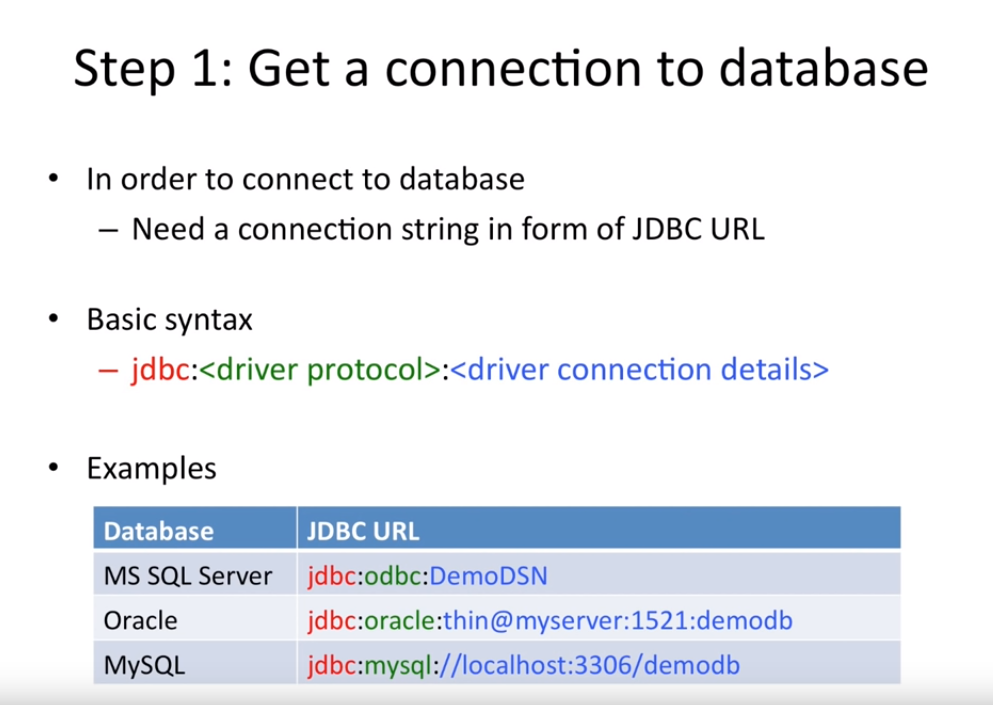 Step 1: Get a connection to database
• In order to connect to database
– Need a connection string in form of JDBC URL
• Basic syntax
– jdbc:<driver protocol>:<driver connection details>
• Examples
Database JDBC URL
MS SQL Server jdbc:odbc:DemoDSN
Oracle jdbc:oracle:thin@myserver:1521:demodb
MySQL jdbc:mysql://localhost:3306/demodb